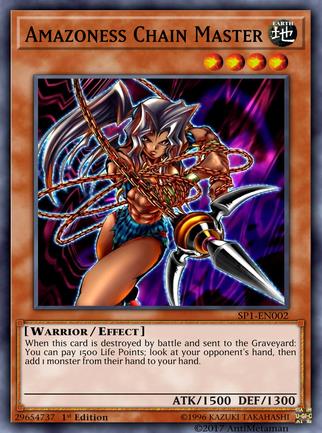 Amazoness Chain Master
EARTH
地
SP1-EN002
[Warrior / Effect]
When this card is destroyed by battle and sent to the Graveyard:
You can pay 1500 Life Points; look at your opponent's hand, then
add 1 monster from their hand to your hand.
ATK/1500 DEF/1300
29654737 1st Edition ©1996 KAZUKI TAKAHASHI
©2017 AntiMetaman